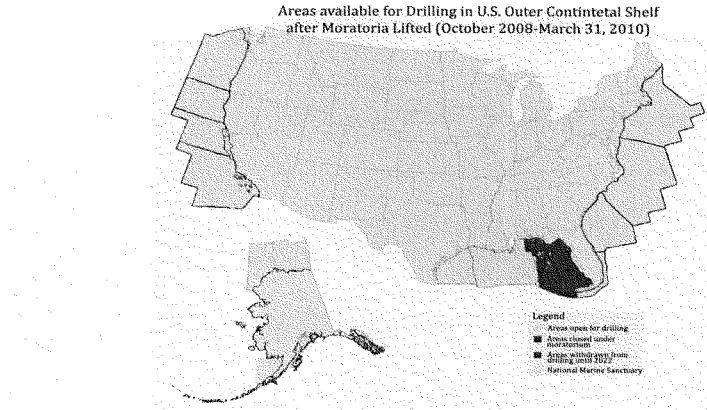 Areas available for Drilling in U.S. Outer Contintetal Shelf
after Moratoria Lifted (October 2008-March 31, 2010)
Legend
Areas open for drilling
Areas closed under
moratorium
Areas withdrawn from
drilling until 2022
National Marine Sanctuary